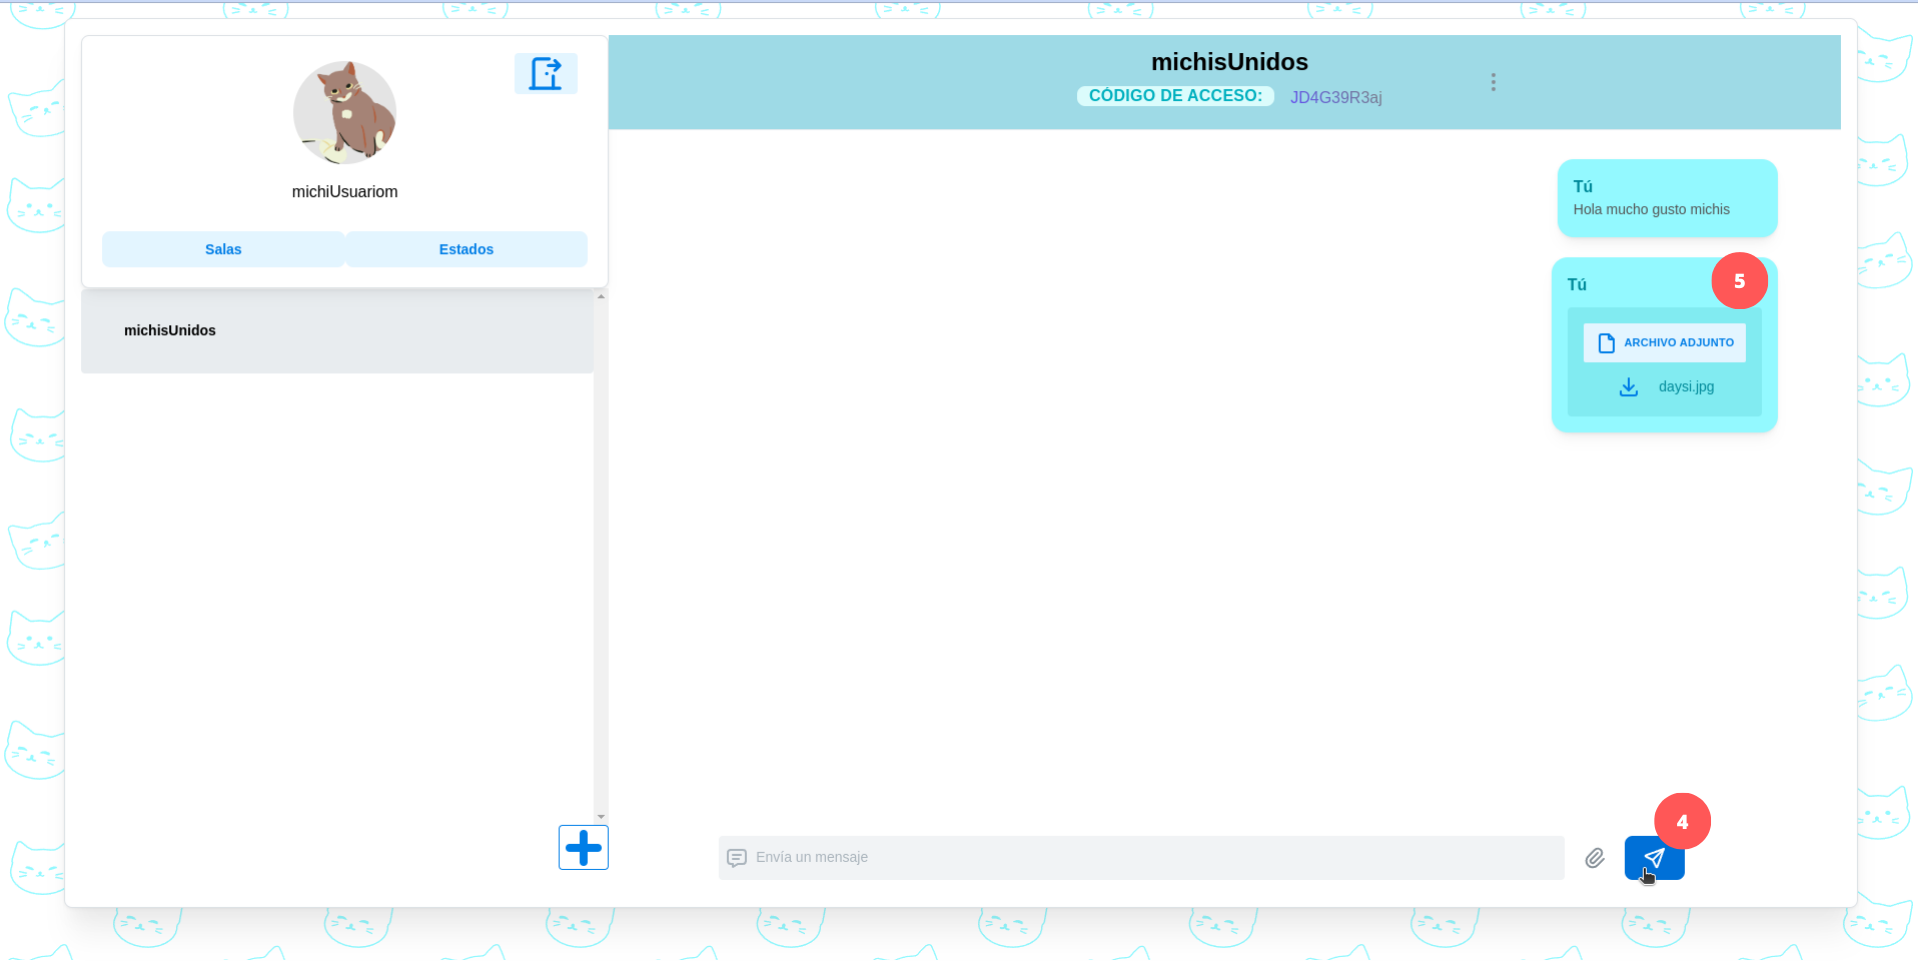 michiUsuariom
Salas
Estados
michisUnidos
michisUnidos
CÓDIGO DE ACCESO: JD4G39R3aj
Tú
Hola mucho gusto michis
Tú
5
ARCHIVO ADJUNTO
daysi.jpg
4
Envía un mensaje